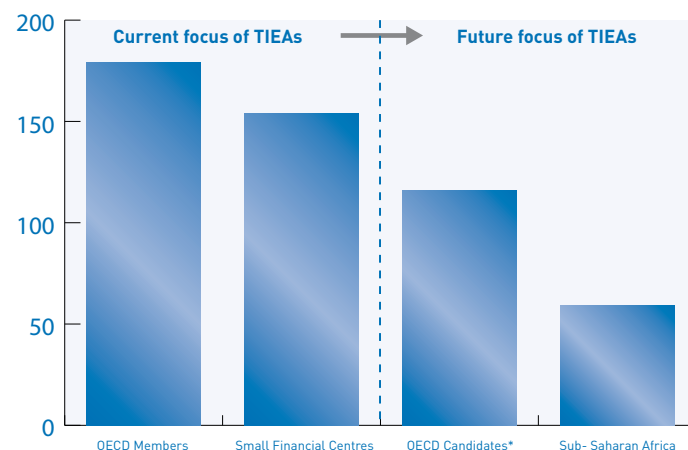 200
Current focus of TIEAs
Future focus of TIEAs
150
100
50
0
OECD Members
Small Financial Centres
OECD Candidates*
Sub- Saharan Africa